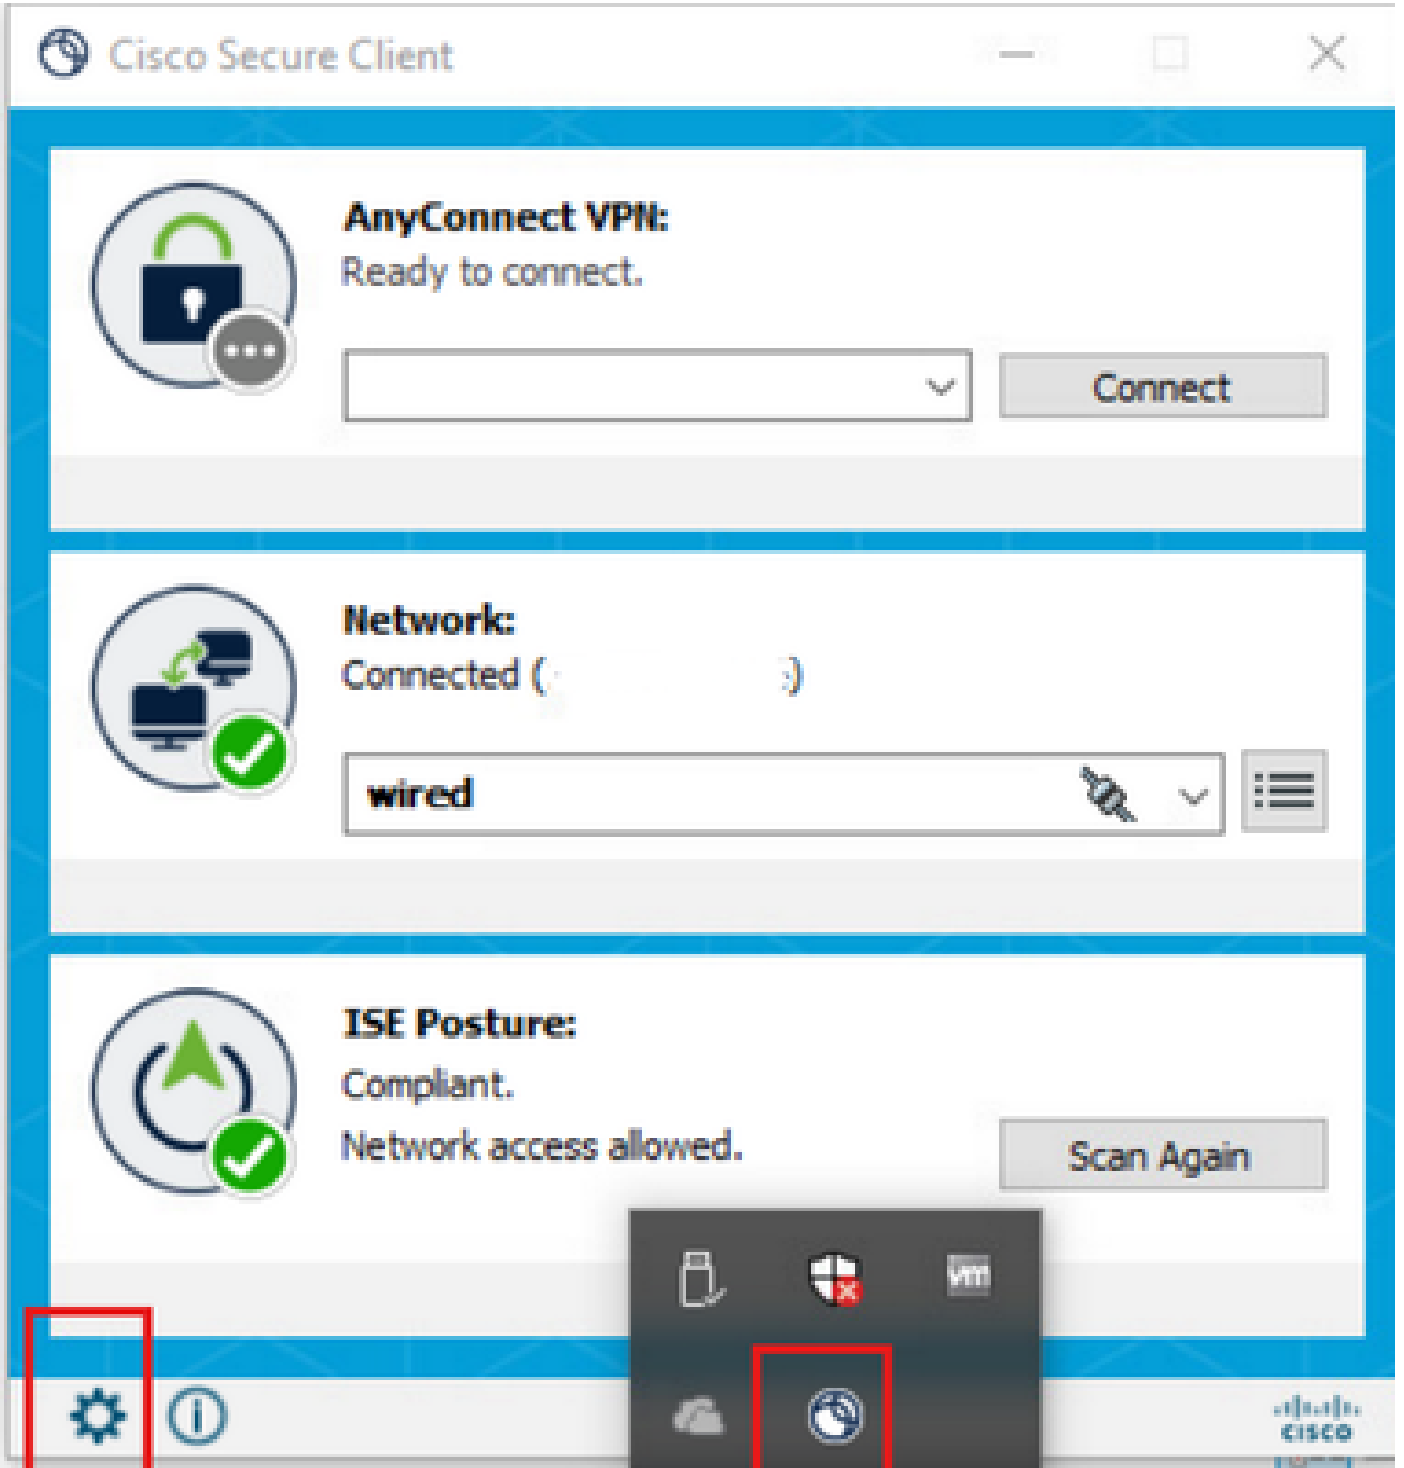 Cisco Secure Client
AnyConnect VPN:
Ready to connect.
Connect
Network:
Connected ( )
wired
ISE Posture:
Compliant.
Network access allowed.
Scan Again
vm
CISCO